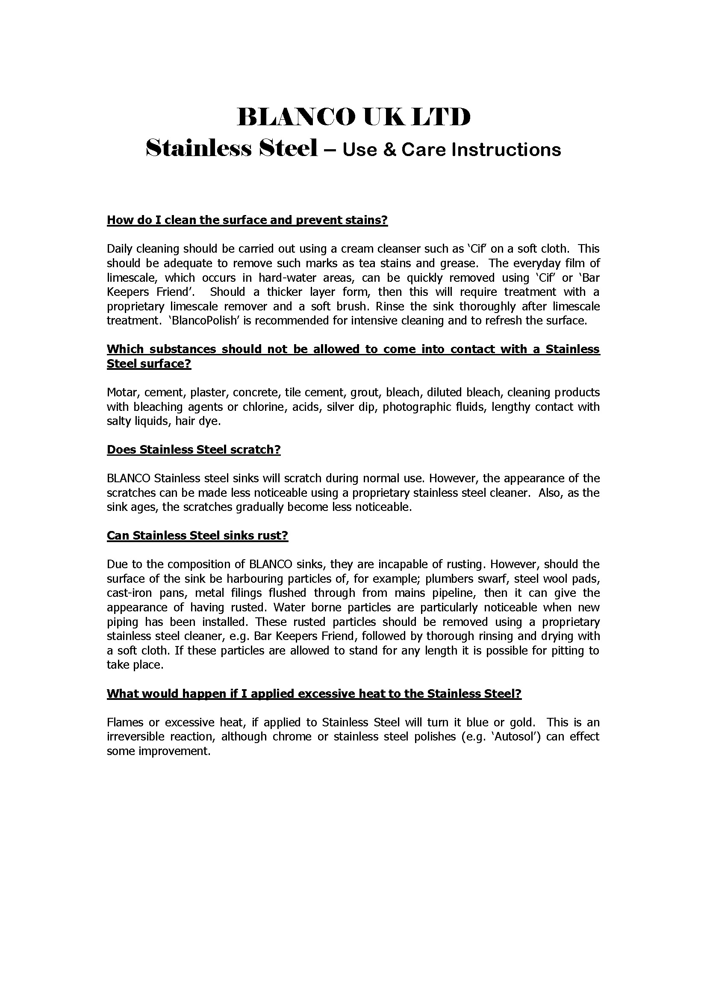 BLANCO UK LTD
Stainless Steel – Use & Care Instructions
How do I clean the surface and prevent stains?
Daily cleaning should be carried out using a cream cleanser such as ‘Cif’ on a soft cloth.  This
should be adequate to remove such marks as tea stains and grease.  The everyday film of
limescale, which occurs in hard-water areas, can be quickly removed using ‘Cif’ or ‘Bar
Keepers Friend’.  Should a thicker layer form, then this will require treatment with a
proprietary limescale remover and a soft brush. Rinse the sink thoroughly after limescale
treatment.  ‘BlancoPolish’ is recommended for intensive cleaning and to refresh the surface.
Which substances should not be allowed to come into contact with a Stainless
Steel surface?
Motar, cement, plaster, concrete, tile cement, grout, bleach, diluted bleach, cleaning products
with bleaching agents or chlorine, acids, silver dip, photographic fluids, lengthy contact with
salty liquids, hair dye.
Does Stainless Steel scratch?
BLANCO Stainless steel sinks will scratch during normal use. However, the appearance of the
scratches can be made less noticeable using a proprietary stainless steel cleaner.  Also, as the
sink ages, the scratches gradually become less noticeable.
Can Stainless Steel sinks rust?
Due to the composition of BLANCO sinks, they are incapable of rusting. However, should the
surface of the sink be harbouring particles of, for example; plumbers swarf, steel wool pads,
cast-iron pans, metal filings flushed through from mains pipeline, then it can give the
appearance of having rusted. Water borne particles are particularly noticeable when new
piping has been installed. These rusted particles should be removed using a proprietary
stainless steel cleaner, e.g. Bar Keepers Friend, followed by thorough rinsing and drying with
a soft cloth. If these particles are allowed to stand for any length it is possible for pitting to
take place.
What would happen if I applied excessive heat to the Stainless Steel?
Flames or excessive heat, if applied to Stainless Steel will turn it blue or gold.  This is an
irreversible reaction, although chrome or stainless steel polishes (e.g. ‘Autosol’) can effect
some improvement.